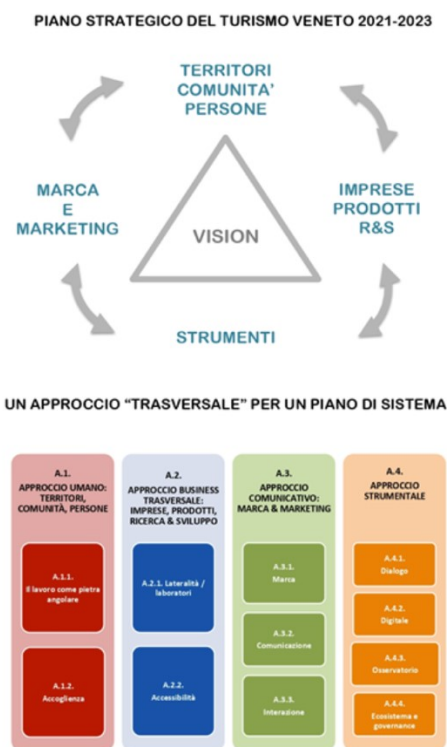 PIANO STRATEGICO DEL TURISMO VENETO 2021-2023
TERRITORI
COMUNITA'
PERSONE
MARCA
E
MARKETING
VISION
IMPRESE
PRODOTTI
R&S
STRUMENTI
UN APPROCCIO “TRASVERSALE” PER UN PIANO DI SISTEMA
A.1.
APPROCCIO UMANO:
TERRITORI,
COMUNITÀ, PERSONE
A.1.1.
Il lavoro come pietra
angolare
A.1.2.
Accoglienza
A.2.
APPROCCIO BUSINESS
TRASVERSALE:
IMPRESE, PRODOTTI,
RICERCA & SVILUPPO
A.2.1. Lateralità /
laboratori
A.2.2.
Accessibilità
A.3.
APPROCCIO
COMUNICATIVO:
MARCA & MARKETING
A.3.1.
Marca
A.3.2.
Comunicazione
A.3.3.
Interazione
A.4.
APPROCCIO
STRUMENTALE
A.4.1.
Dialogo
A.4.2.
Digitale
A.4.3.
Osservatorio
A.4.4.
Ecosistema e
governance